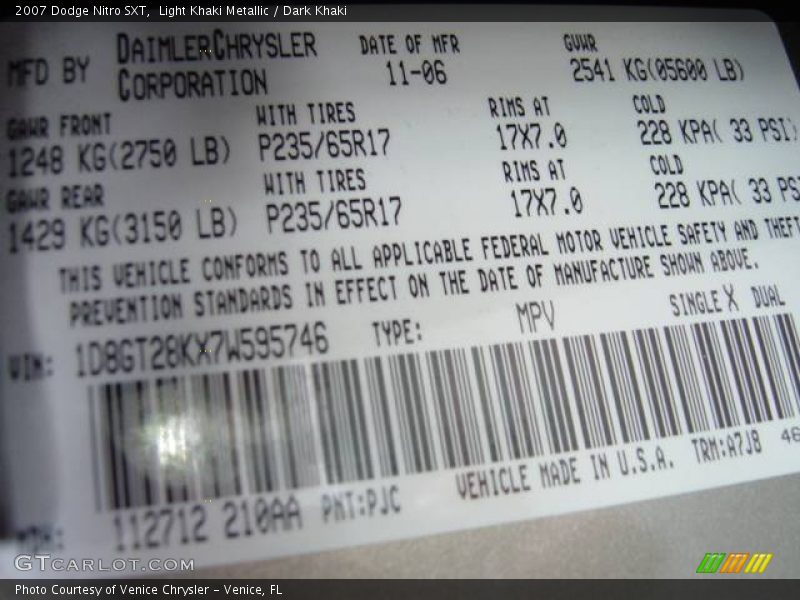 2007 Dodge Nitro SXT, Light Khaki Metallic / Dark Khaki
MFD BY DAIMLERCHRYSLER CORPORATION DATE OF MFR 11-06 GVWR 2541 KG(05600 LB)
GAWR FRONT WITH TIRES RIMS AT COLD
1248 KG(2750 LB) P235/65R17 17X7.0 228 KPA( 33 PSI)
GAWR REAR WITH TIRES RIMS AT COLD
1429 KG(3150 LB) P235/65R17 17X7.0 228 KPA( 33 PSI
THIS VEHICLE CONFORMS TO ALL APPLICABLE FEDERAL MOTOR VEHICLE SAFETY AND THEFT
PREVENTION STANDARDS IN EFFECT ON THE DATE OF MANUFACTURE SHOWN ABOVE.
VIN: 1D8GT28KX7W595746 TYPE: MPV SINGLE X DUAL
VEHICLE MADE IN U.S.A. TRM:A7J8 46
112712 210AA PNT:PJC
GTCARLOT.COM
Photo Courtesy of Venice Chrysler - Venice, FL